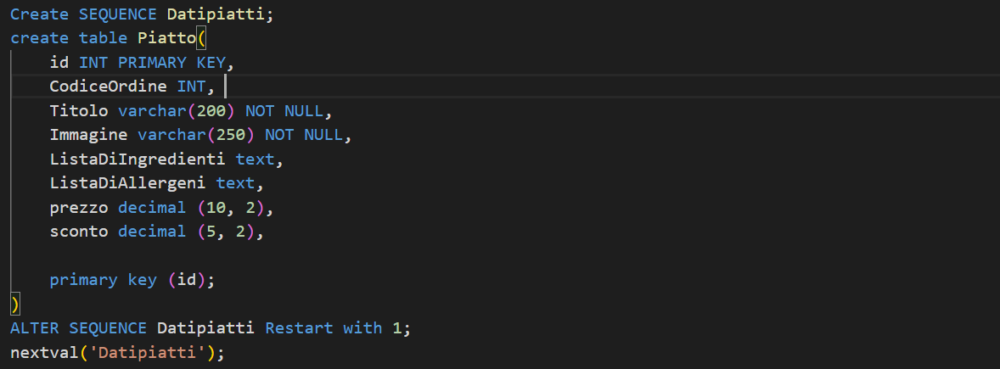 Create SEQUENCE Datipiatti;
create table Piatto(
id INT PRIMARY KEY,
CodiceOrdine INT,
Titolo varchar(200) NOT NULL,
Immagine varchar(250) NOT NULL,
ListaDiIngredienti text,
ListaDiAllergeni text,
prezzo decimal (10, 2),
sconto decimal (5, 2),
primary key (id);
)
ALTER SEQUENCE Datipiatti Restart with 1;
nextval('Datipiatti');